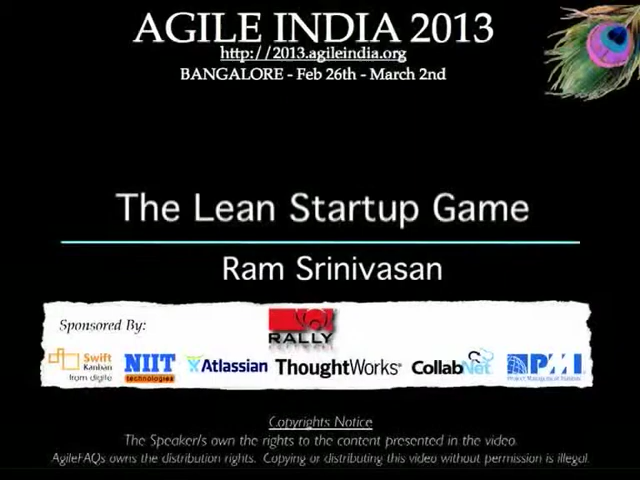 AGILE INDIA 2013
http://2013.agileindia.org
BANGALORE - Feb 26th - March 2nd
The Lean Startup Game
Ram Srinivasan
Sponsored By:
RALLY
Swift Kanban from digite
NIIT technologies
Atlassian
ThoughtWorks
CollabNet
PMI
Project Management Institute
Copyrights Notice
The Speaker/s own the rights to the content presented in the video.
AgileFAQs owns the distribution rights. Copying or distributing this video without permission is illegal.